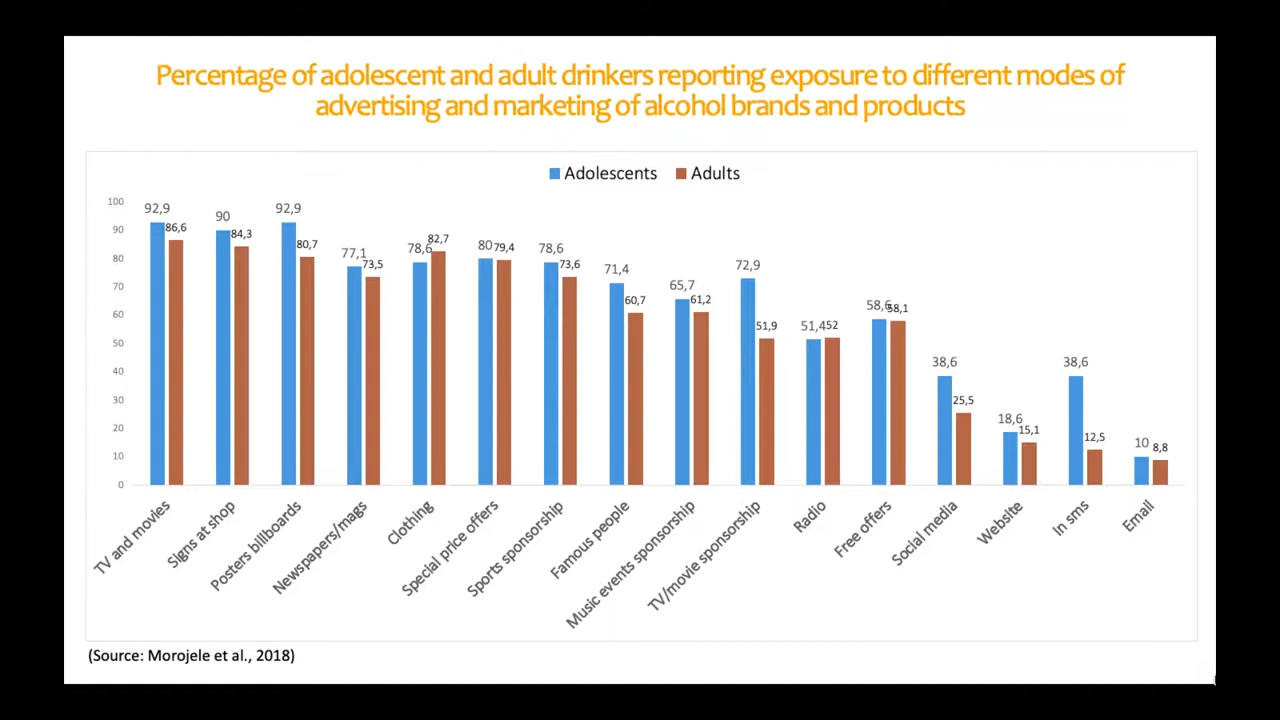 Percentage of adolescent and adult drinkers reporting exposure to different modes of
advertising and marketing of alcohol brands and products
Adolescents Adults
100
90
80
70
60
50
40
30
20
10
0
92,9 86,6
90 84,3
92,9 80,7
77,1 73,5
78,6 82,7
80 79,4
78,6 73,6
71,4 60,7
65,7 61,2
72,9 51,9
51,4 52
58,6 58,1
38,6 25,5
18,6 15,1
38,6 12,5
10 8,8
TV and movies
Signs at shop
Posters billboards
Newspapers/mags
Clothing
Special price offers
Sports sponsorship
Famous people
Music events sponsorship
TV/movie sponsorship
Radio
Free offers
Social media
Website
In sms
Email
(Source: Morojele et al., 2018)